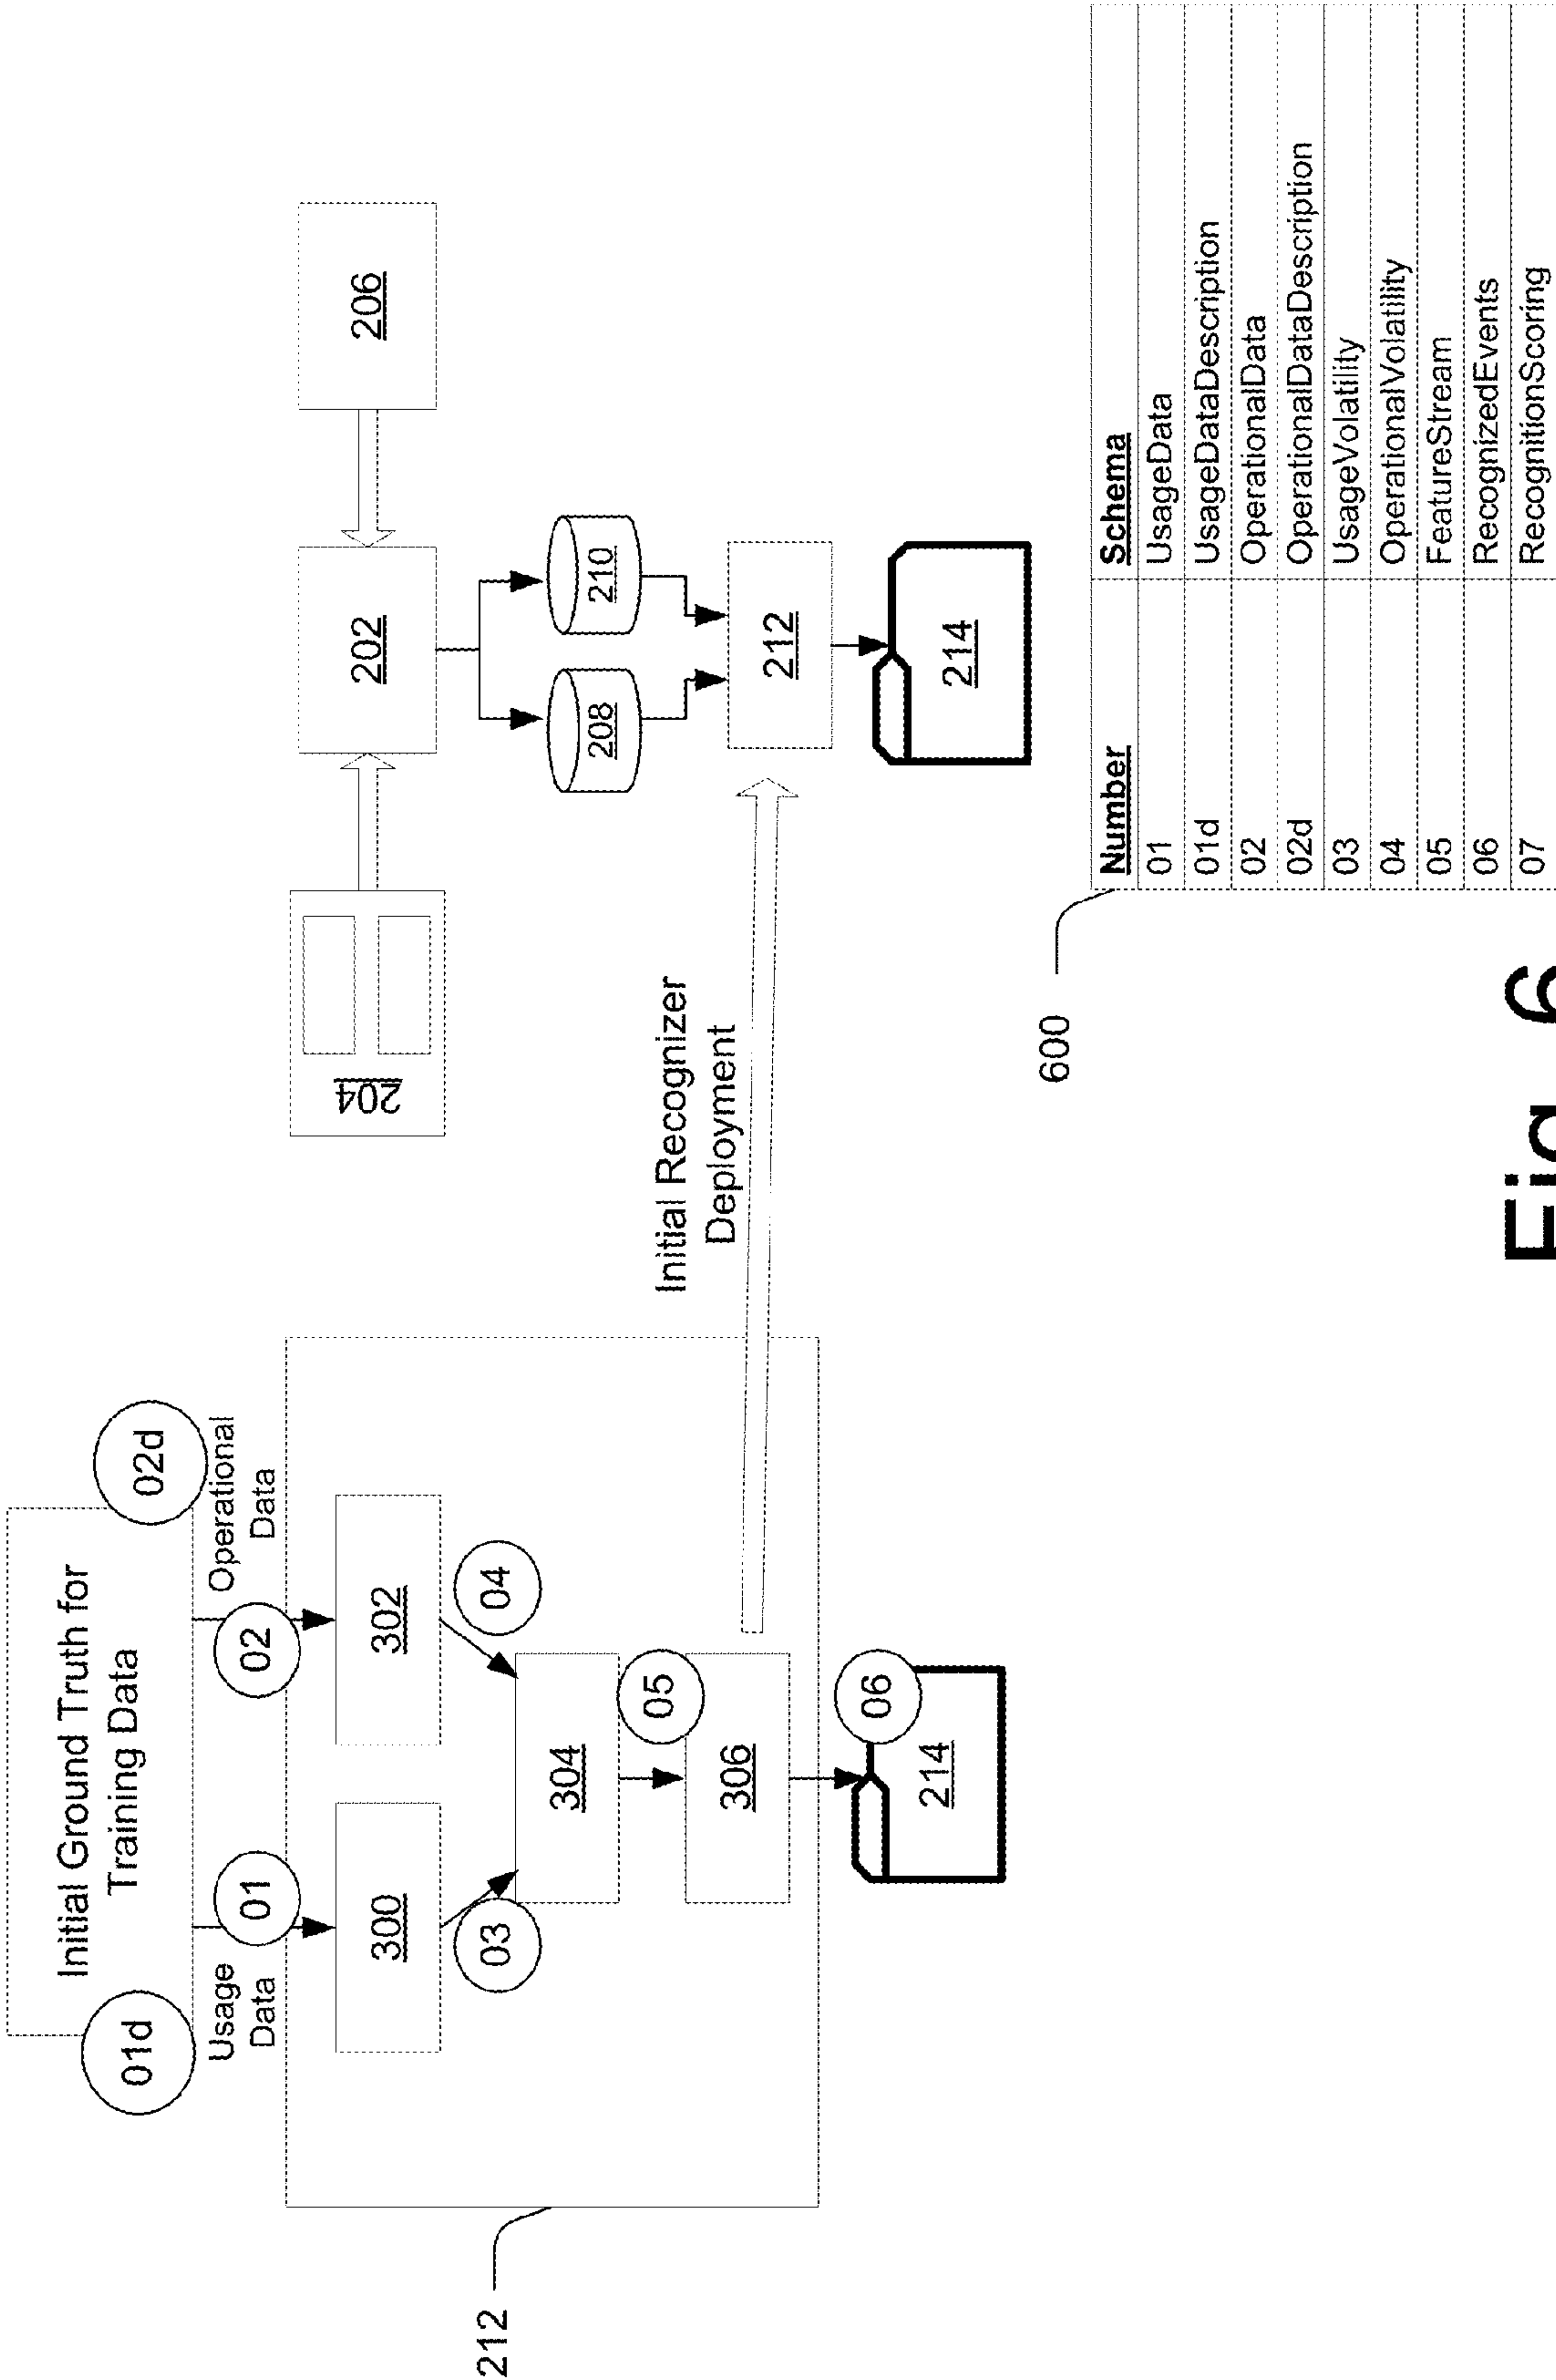 Initial Ground Truth for
Training Data
01d
02d
Usage
Data
01
02
Operational
Data
300
302
03
04
304
05
306
06
214
212
Initial Recognizer
Deployment
204
202
206
208
210
212
214
600
Number Schema
01 UsageData
01d UsageDataDescription
02 OperationalData
02d OperationalDataDescription
03 UsageVolatility
04 OperationalVolatility
05 FeatureStream
06 RecognizedEvents
07 RecognitionScoring
Fig. 6